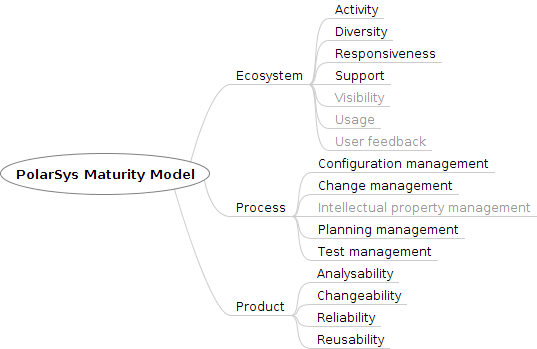 PolarSys Maturity Model
Ecosystem
Activity
Diversity
Responsiveness
Support
Visibility
Usage
User feedback
Process
Configuration management
Change management
Intellectual property management
Planning management
Test management
Product
Analysability
Changeability
Reliability
Reusability